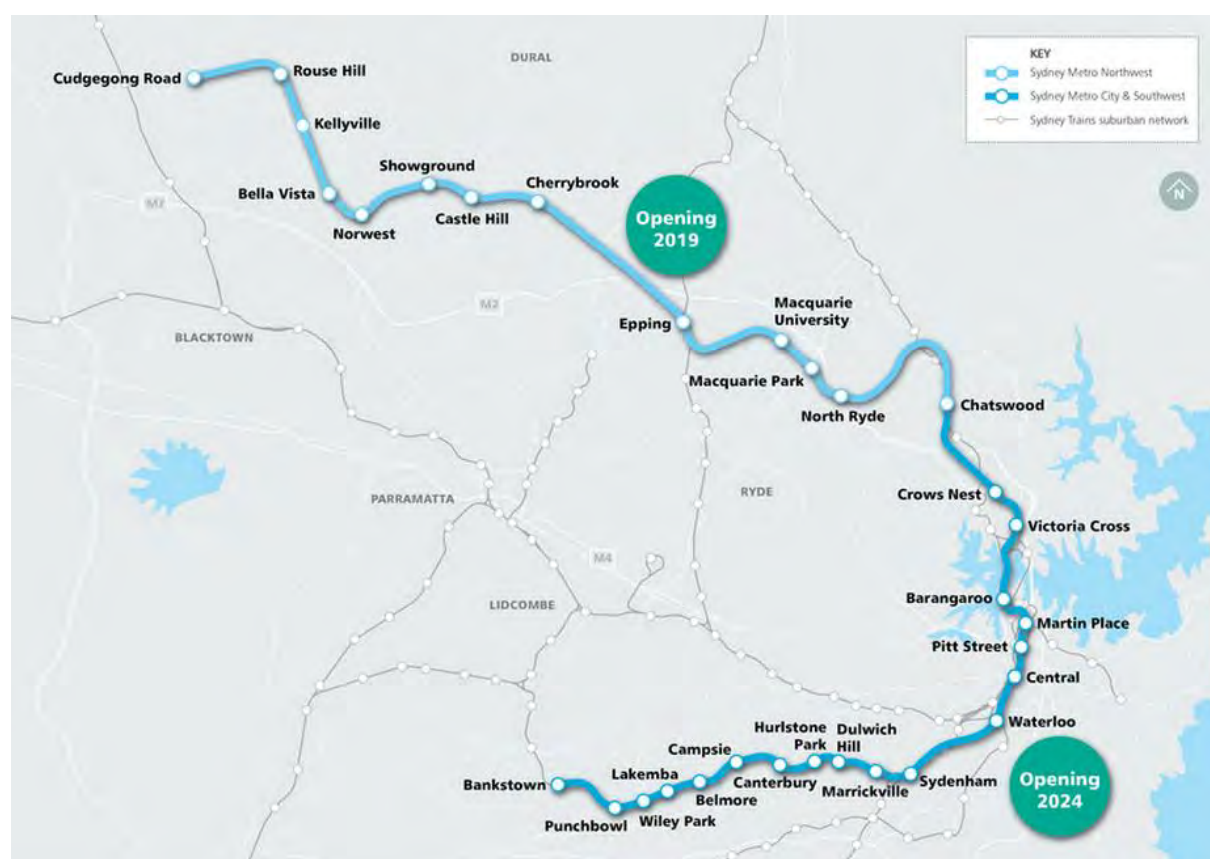 DURAL
KEY
Sydney Metro Northwest
Sydney Metro City & Southwest
Sydney Trains suburban network
N
Cudgegong Road
Rouse Hill
Kellyville
Showground
Cherrybrook
Bella Vista
Norwest
Castle Hill
Opening
2019
M7
M2
Epping
Macquarie
University
BLACKTOWN
Macquarie Park
North Ryde
Chatswood
PARRAMATTA
RYDE
Crows Nest
Victoria Cross
M4
LIDCOMBE
Barangaroo
Martin Place
Pitt Street
Central
Waterloo
Hurlstone
Park
Dulwich
Hill
Campsie
Canterbury
Lakemba
Bankstown
Belmore
Marrickville
Sydenham
Punchbowl
Wiley Park
Opening
2024